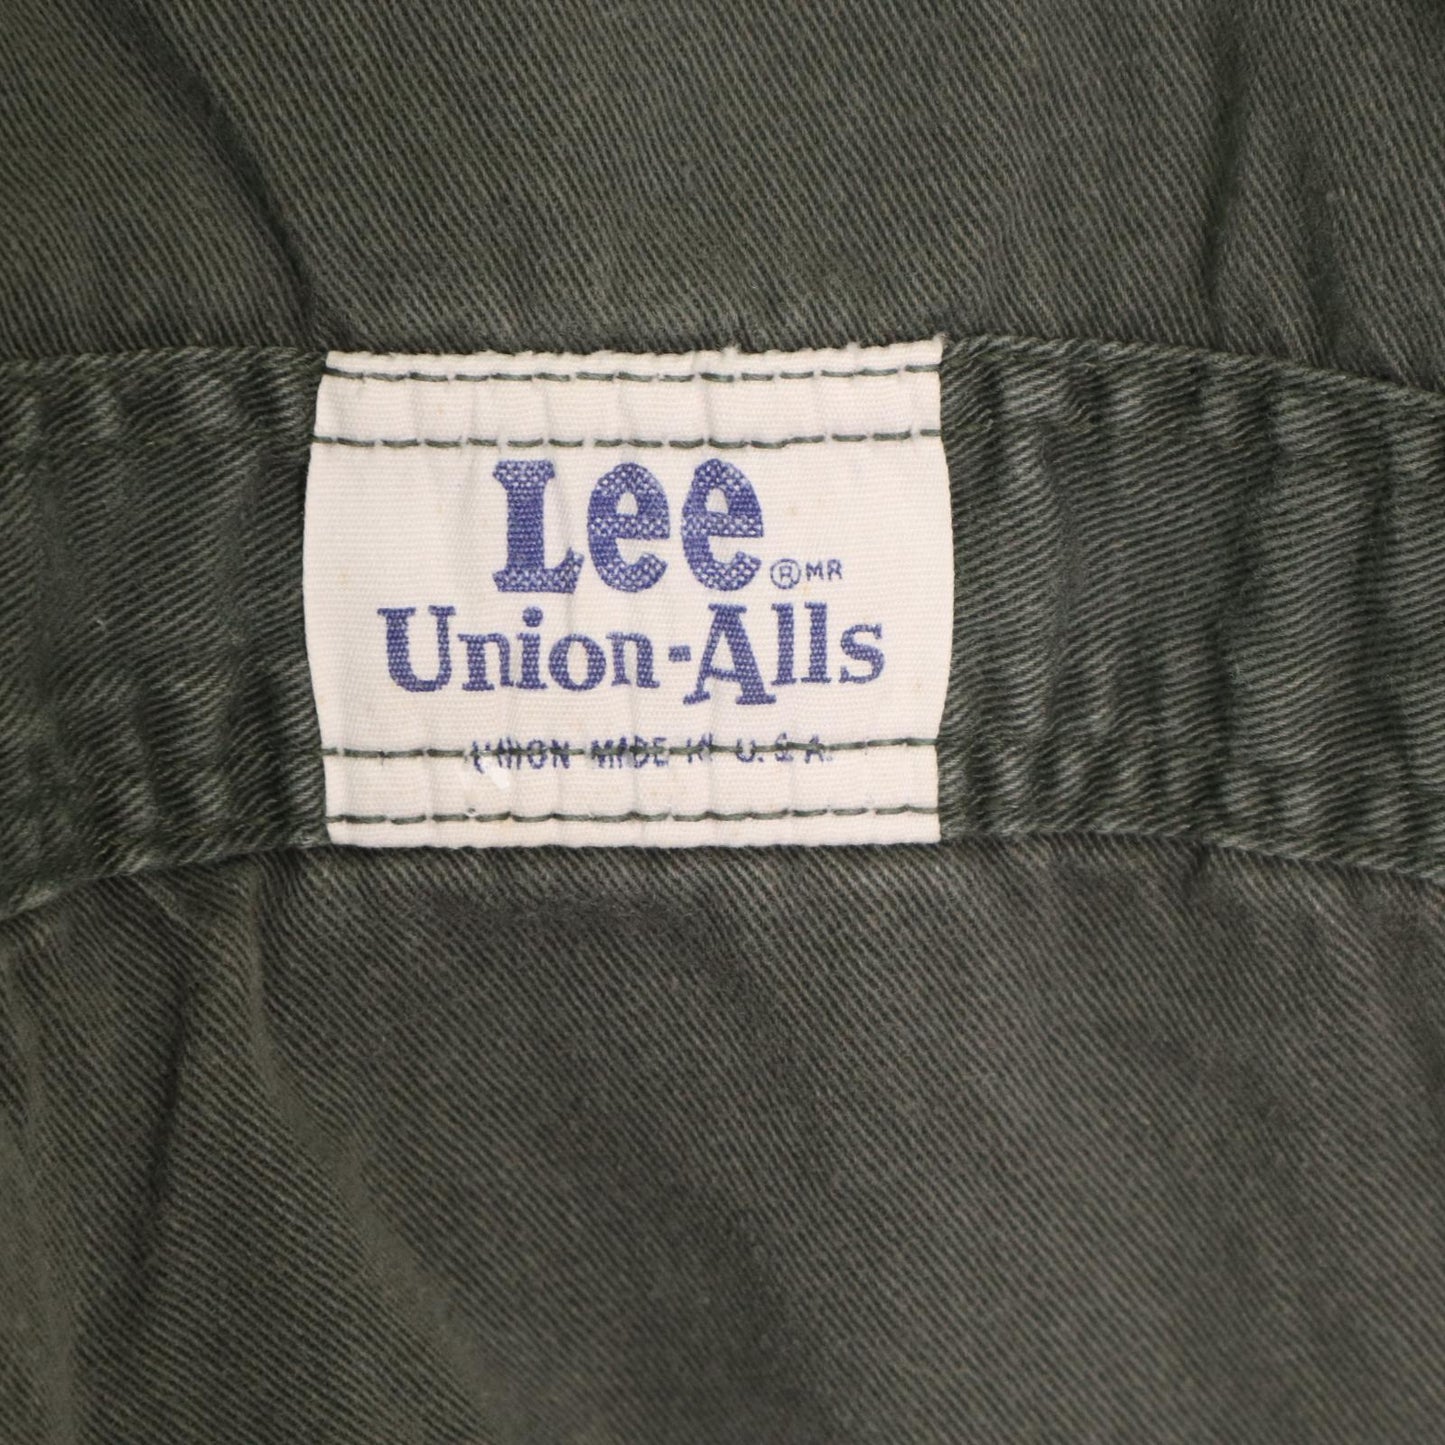 Lee ® MR
Union-Alls
UNION MADE IN U.S.A.